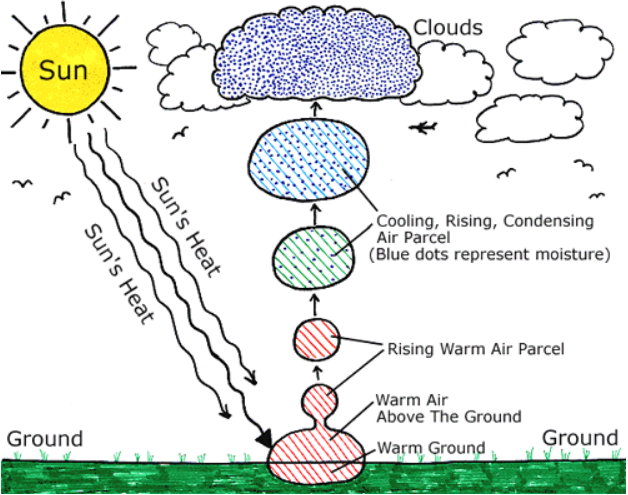 Clouds
Sun
Sun's Heat
Sun's Heat
Cooling, Rising, Condensing
Air Parcel
(Blue dots represent moisture)
Rising Warm Air Parcel
Warm Air
Above The Ground
Ground
Ground
Warm Ground